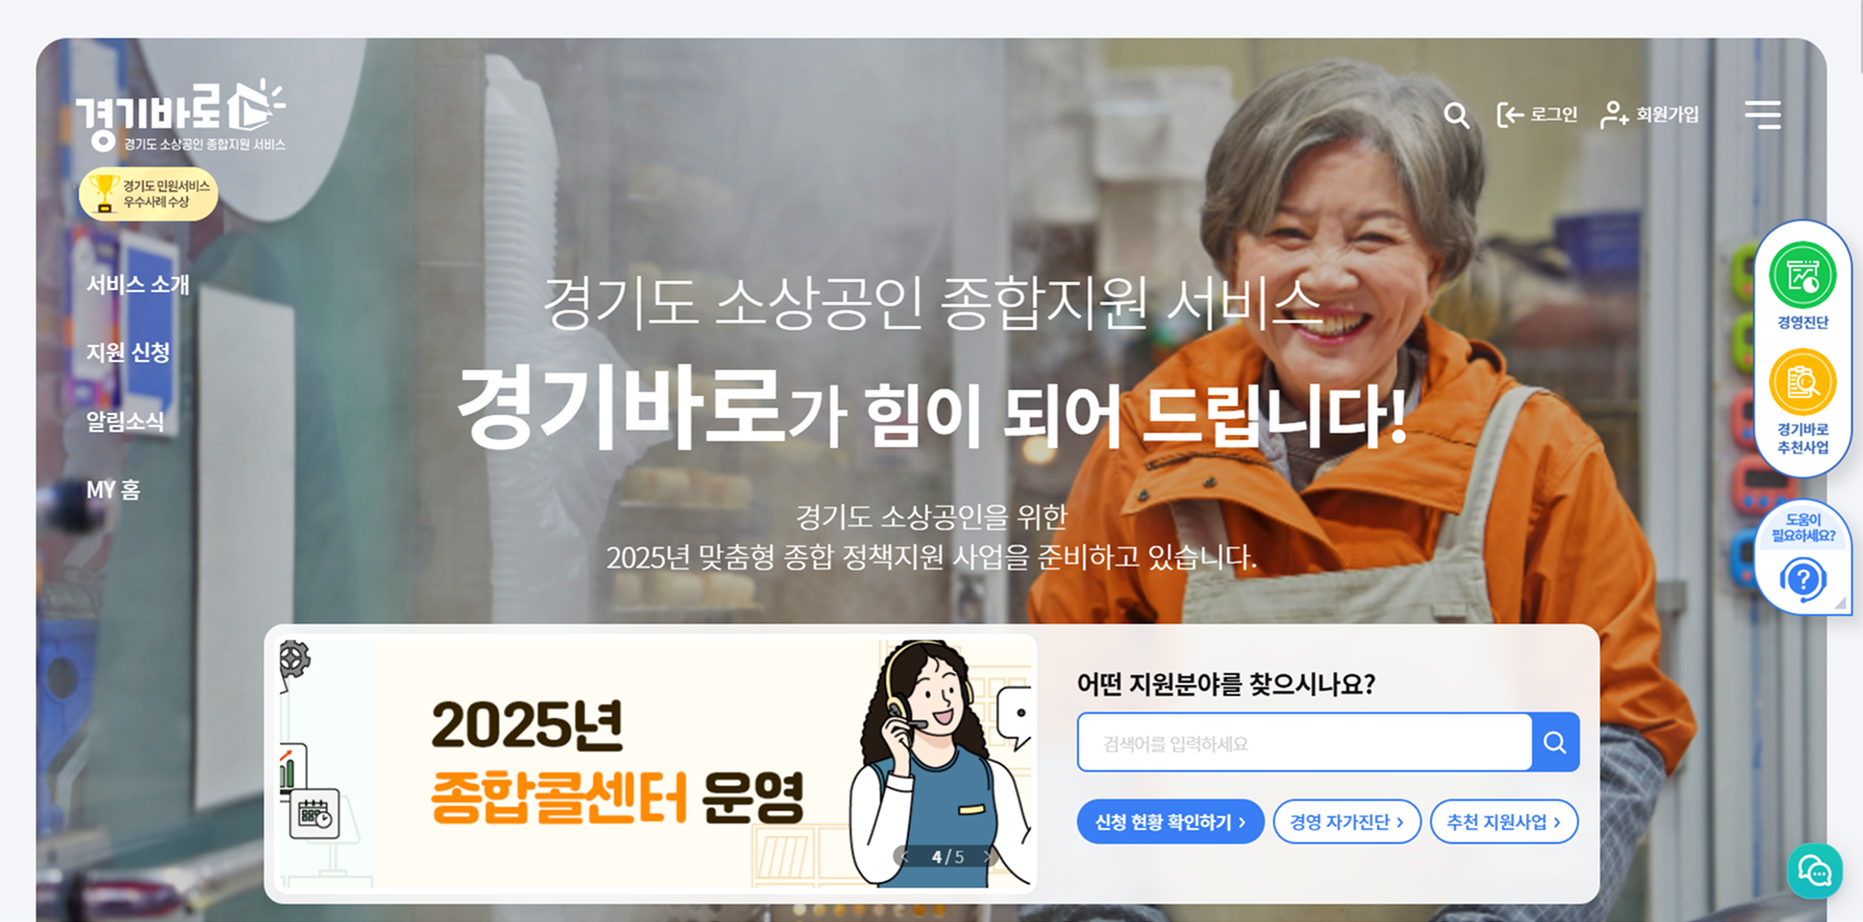 경기바로
경기도 소상공인 종합지원 서비스
경기도 민원서비스
우수사례 수상
로그인
회원가입
서비스 소개
지원 신청
알림소식
MY 홈
경기도 소상공인 종합지원 서비스
경기바로가 힘이 되어 드립니다!
경기도 소상공인을 위한
2025년 맞춤형 종합 정책지원 사업을 준비하고 있습니다.
경영진단
경기바로
추천사업
도움이
필요하세요?
2025년
종합콜센터 운영
4 / 5
어떤 지원분야를 찾으시나요?
검색어를 입력하세요
신청 현황 확인하기
경영 자가진단
추천 지원사업